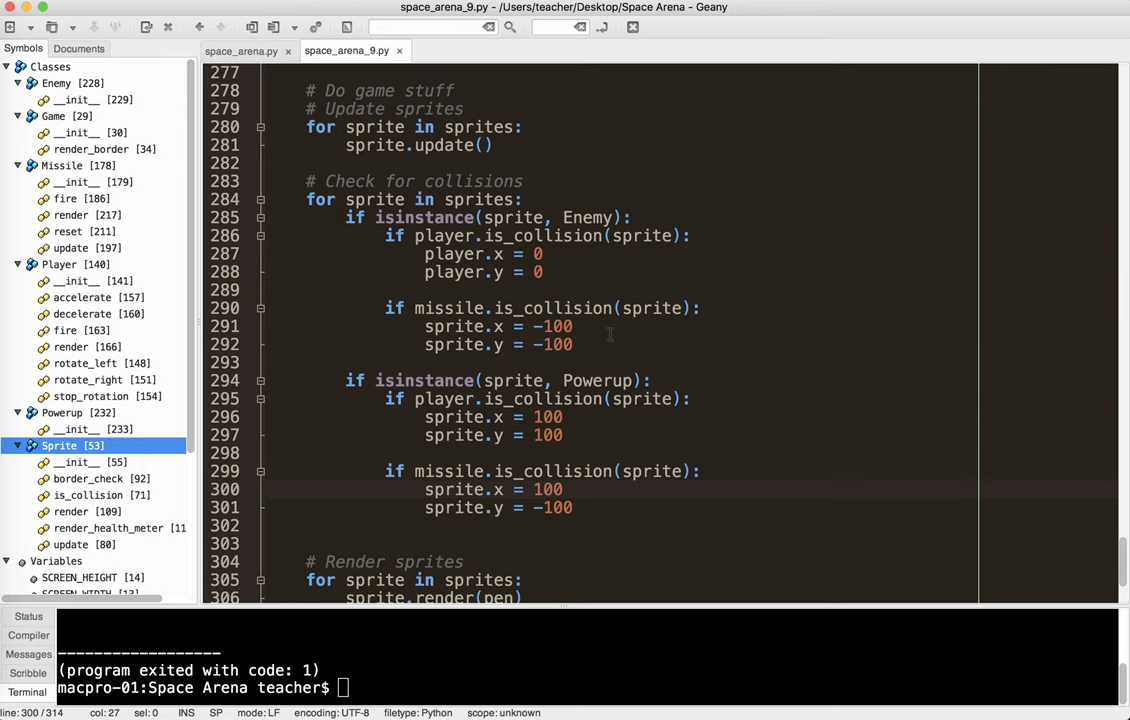 space_arena_9.py - /Users/teacher/Desktop/Space Arena - Geany
Symbols Documents
space_arena.py × space_arena_9.py ×
Classes
Enemy [228]
__init__ [229]
Game [29]
__init__ [30]
render_border [34]
Missile [178]
__init__ [179]
fire [186]
render [217]
reset [211]
update [197]
Player [140]
__init__ [141]
accelerate [157]
decelerate [160]
fire [163]
render [166]
rotate_left [148]
rotate_right [151]
stop_rotation [154]
Powerup [232]
__init__ [233]
Sprite [53]
__init__ [55]
border_check [92]
is_collision [71]
render [109]
render_health_meter [11
update [80]
Variables
SCREEN_HEIGHT [14]
SCREEN_WIDTH [13]
277
278 # Do game stuff
279 # Update sprites
280 for sprite in sprites:
281 sprite.update()
282
283 # Check for collisions
284 for sprite in sprites:
285 if isinstance(sprite, Enemy):
286 if player.is_collision(sprite):
287 player.x = 0
288 player.y = 0
289
290 if missile.is_collision(sprite):
291 sprite.x = -100
292 sprite.y = -100
293
294 if isinstance(sprite, Powerup):
295 if player.is_collision(sprite):
296 sprite.x = 100
297 sprite.y = 100
298
299 if missile.is_collision(sprite):
300 sprite.x = 100
301 sprite.y = -100
302
303
304 # Render sprites
305 for sprite in sprites:
306 sprite.render(pen)
Status
Compiler
Messages
Scribble
Terminal
------------------
(program exited with code: 1)
macpro-01:Space Arena teacher$
line: 300 / 314 col: 27 sel: 0 INS SP mode: LF encoding: UTF-8 filetype: Python scope: unknown